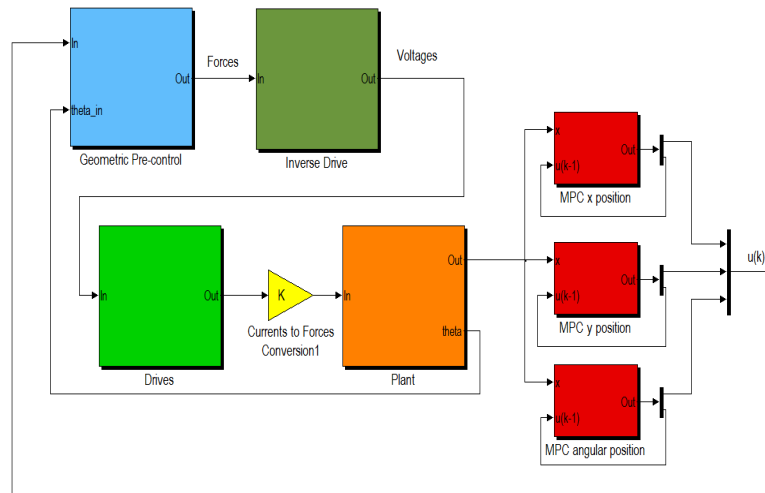 In
theta_in
Out
Geometric Pre-control
Forces
In
Out
Inverse Drive
Voltages
In
Out
Drives
K
Currents to Forces
Conversion1
In
Out
theta
Plant
x
u(k-1)
Out
MPC x position
x
u(k-1)
Out
MPC y position
x
u(k-1)
Out
MPC angular position
u(k)